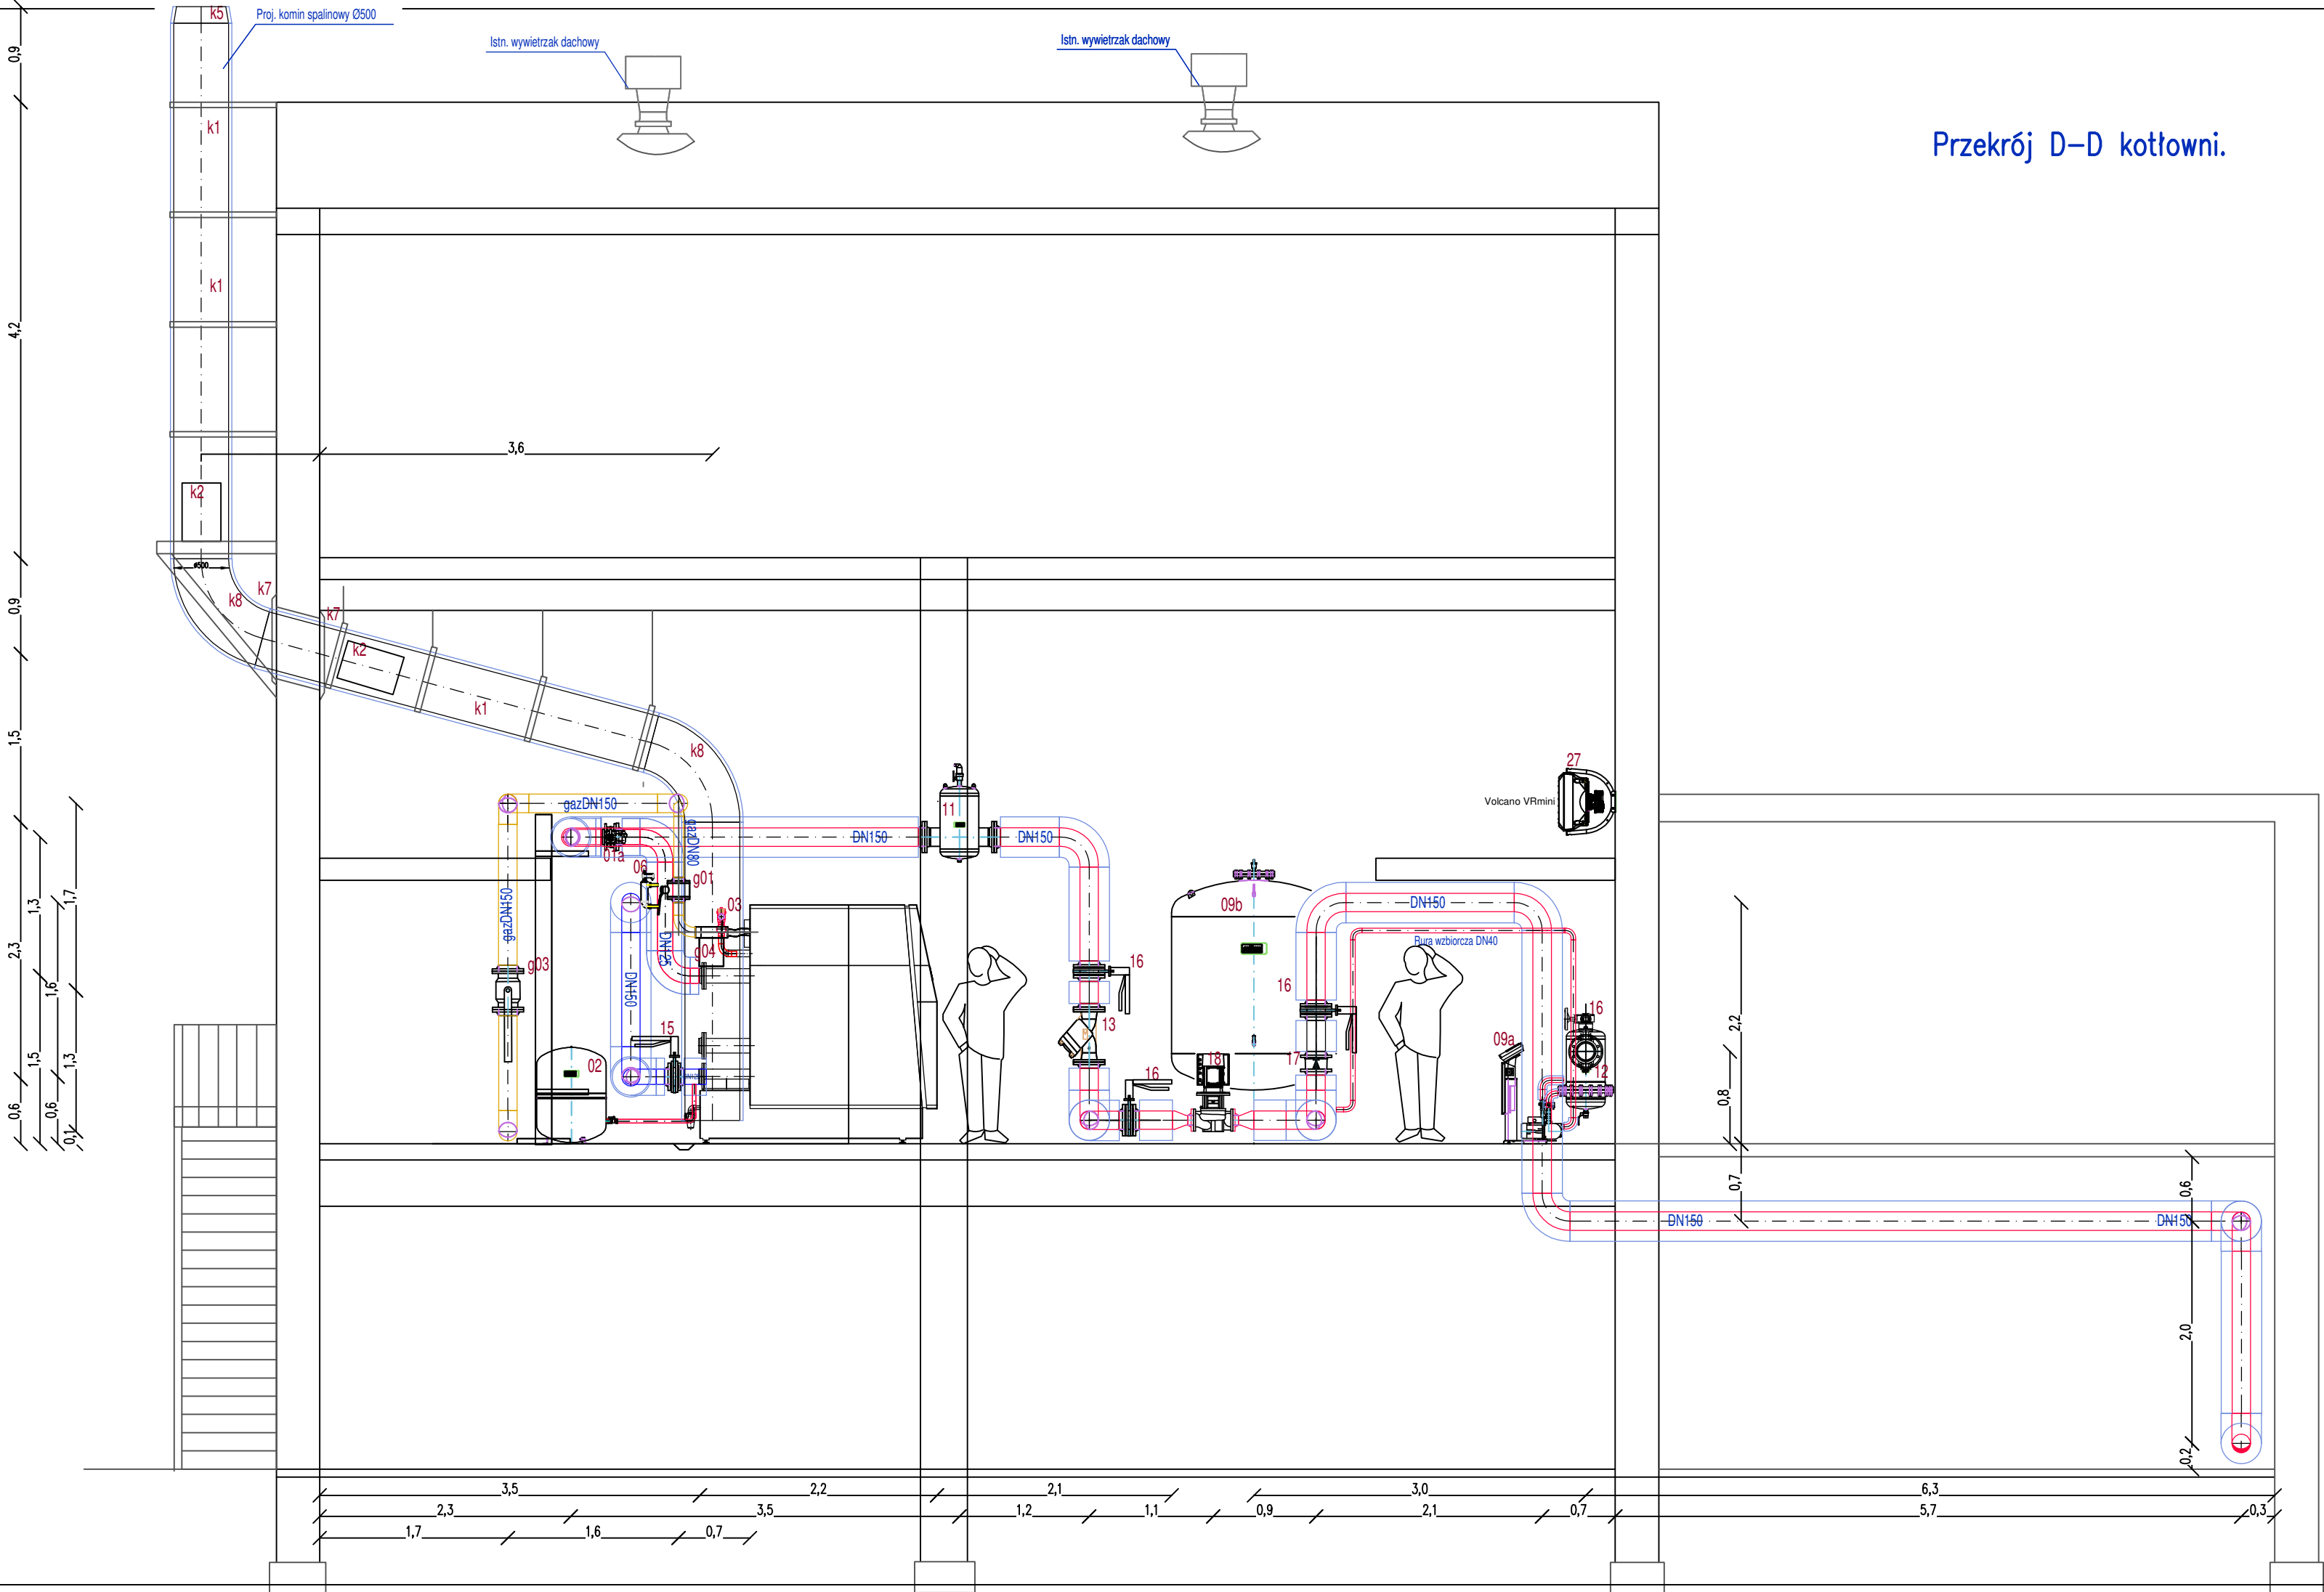 k5
Proj. komin spalinowy Ø500
Istn. wywietrzak dachowy
Istn. wywietrzak dachowy
0,9
k1
Przekrój D–D kotłowni.
k1
4,2
3,6
k2
ø500
k7
k8
0,9
k7
k2
k1
1,5
k8
27
Volcano VRmini
gazDN150
11
DN150
DN150
gazDN80
01a
06
g01
1,7
1,3
03
09b
DN150
gazDN150
DN125
Rura wzbiorcza DN40
2,3
g04
g03
16
1,6
DN150
16
16
15
13
2,2
09a
1,5
1,3
02
18
17
16
12
0,8
0,6
0,6
0,1
0,7
0,6
DN150
DN150
2,0
0,2
3,5
2,2
2,1
3,0
6,3
2,3
3,5
1,2
1,1
0,9
2,1
0,7
5,7
0,3
1,7
1,6
0,7